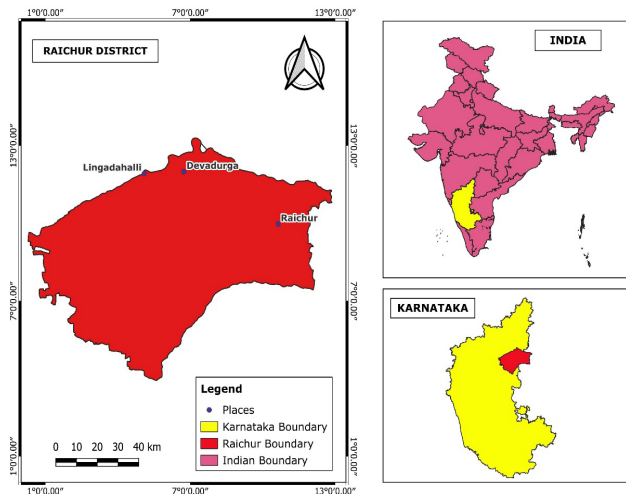 1°0'0.00" 7°0'0.00" 13°0'0.00"
RAICHUR DISTRICT
13°0'0.00" 13°0'0.00"
Lingadahalli
Devadurga
Raichur
7°0'0.00" 7°0'0.00"
Legend
Places
Karnataka Boundary
Raichur Boundary
Indian Boundary
0 10 20 30 40 km
1°0'0.00" 1°0'0.00"
1°0'0.00" 7°0'0.00" 13°0'0.00"
INDIA
KARNATAKA